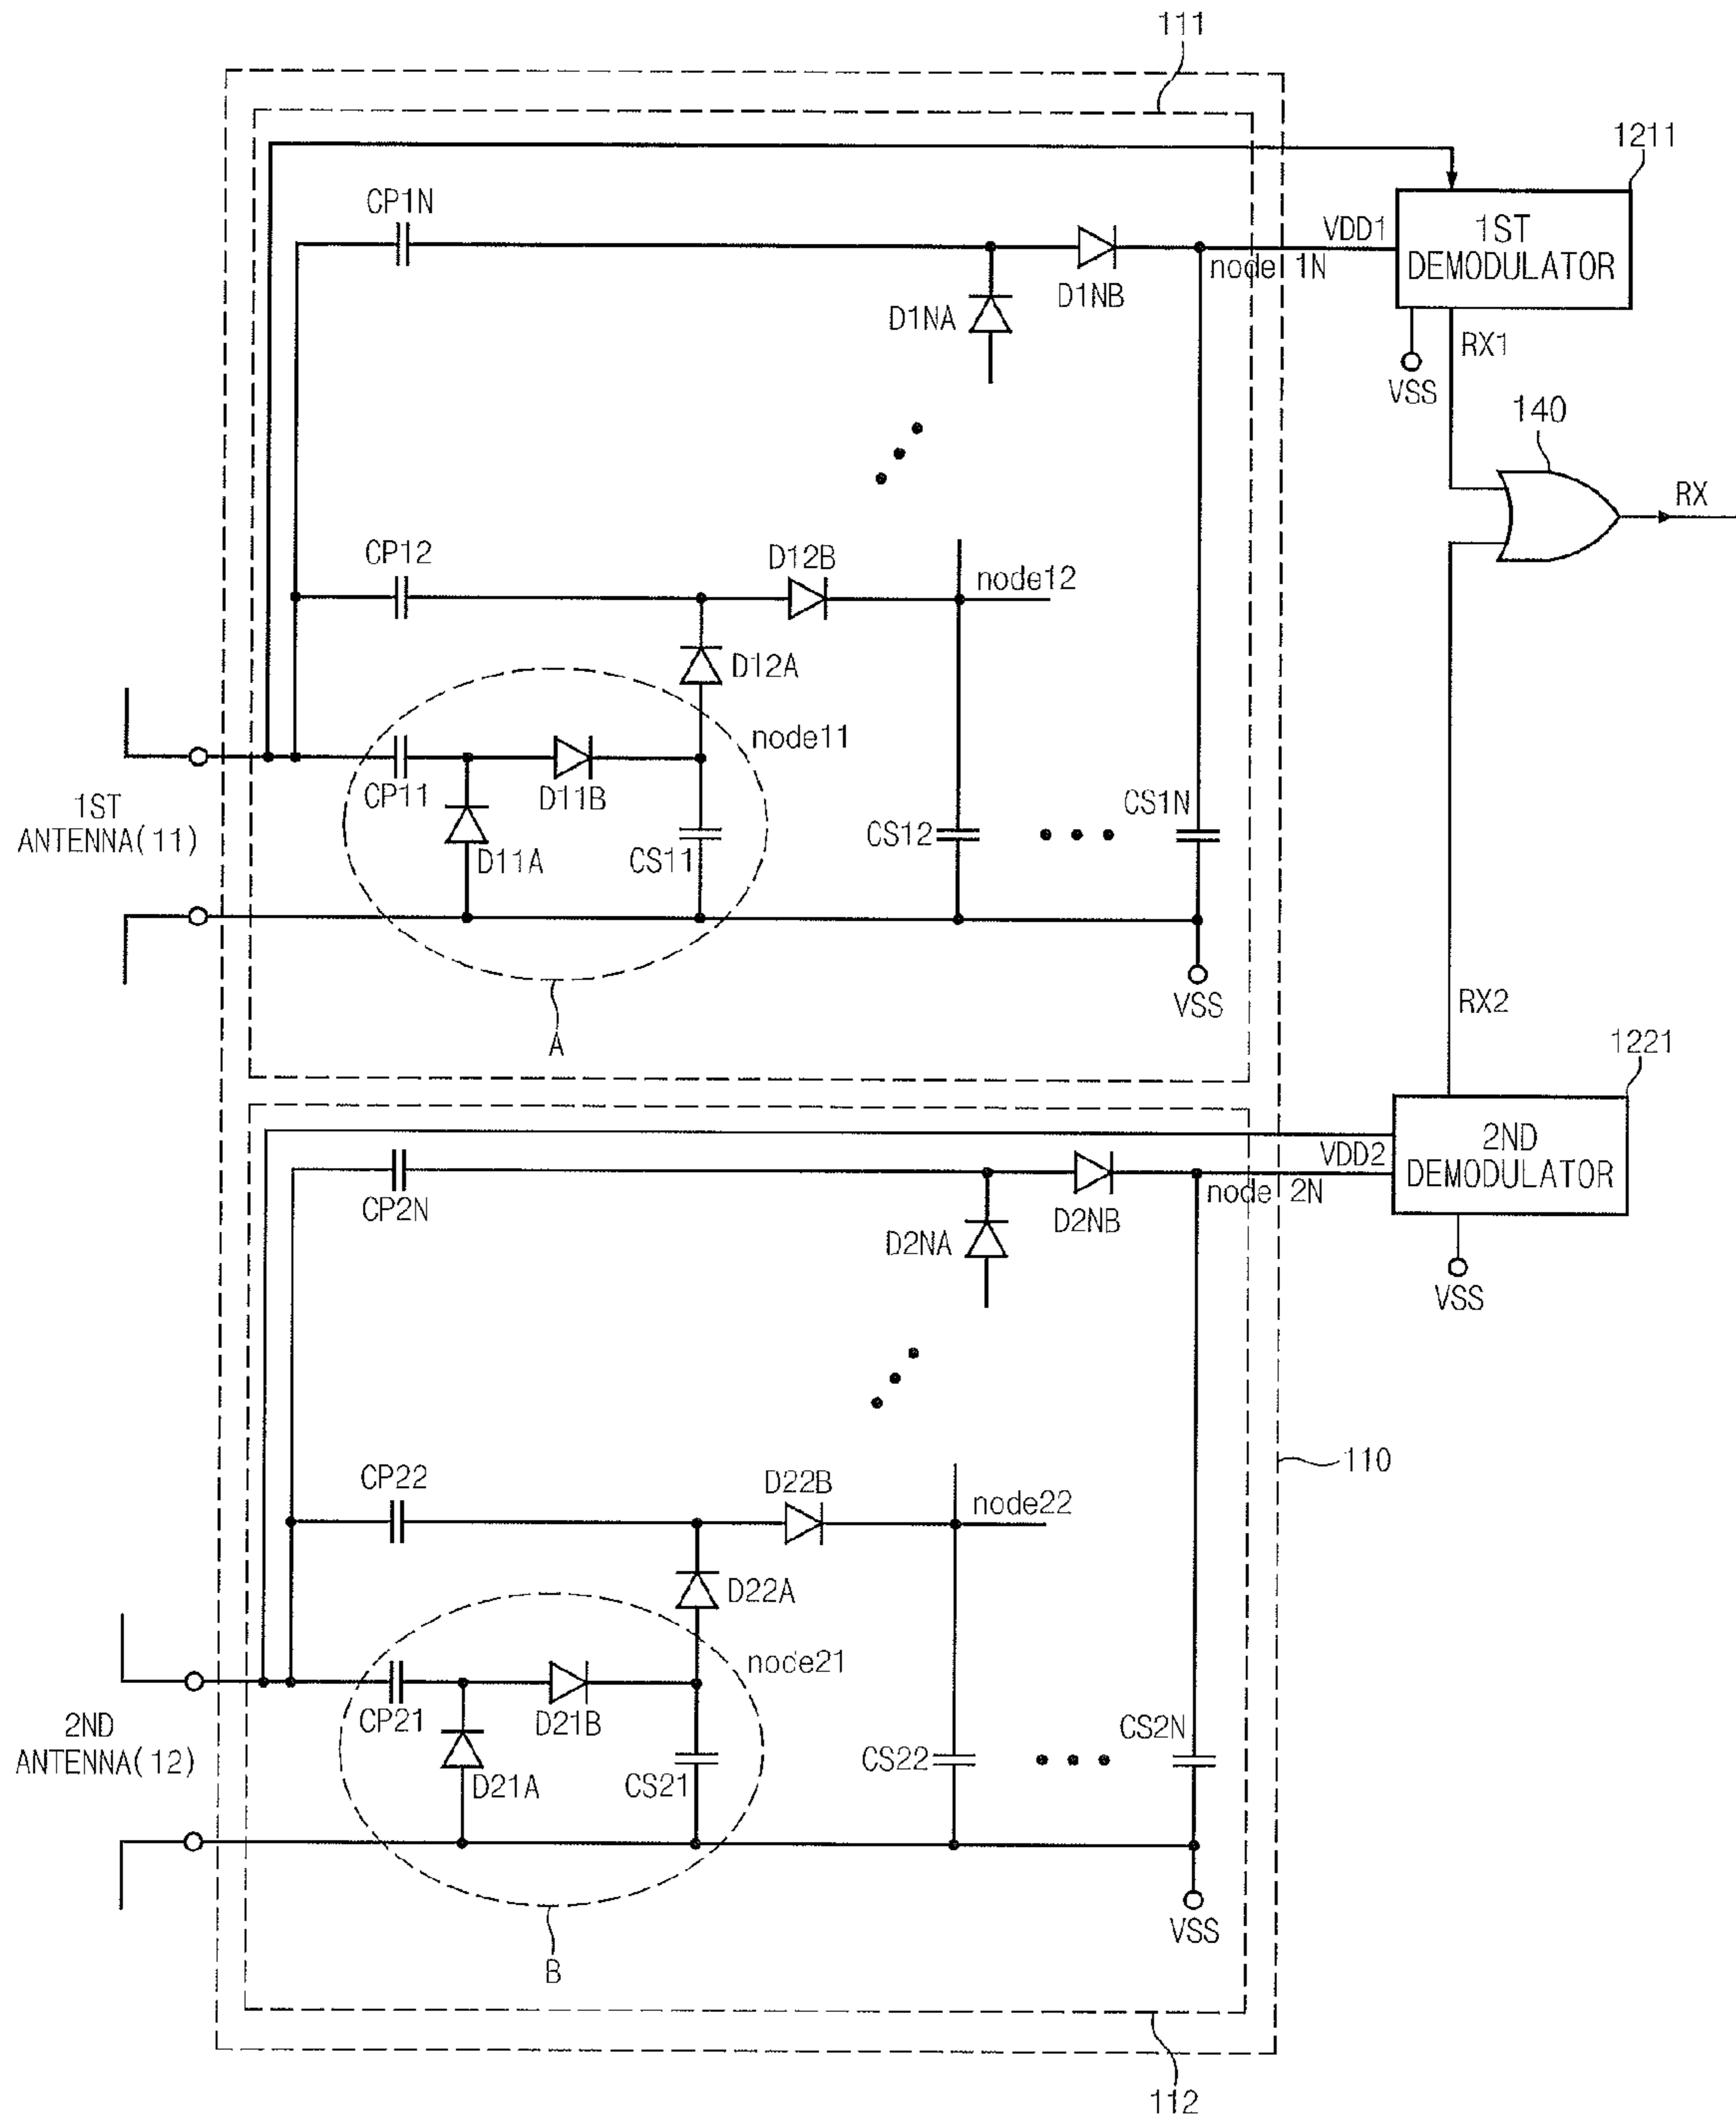 111
1211
CP1N
VDD1
1ST
DEMODULATOR
node 1N
D1NB
D1NA
RX1
VSS
140
RX
CP12
D12B
node12
D12A
node11
CP11
D11B
1ST
ANTENNA(11)
D11A
CS11
CS12
CS1N
VSS
A
RX2
1221
2ND
DEMODULATOR
VDD2
node 2N
CP2N
D2NB
D2NA
VSS
110
CP22
D22B
node22
D22A
node21
CP21
D21B
2ND
ANTENNA(12)
D21A
CS21
CS22
CS2N
VSS
B
112